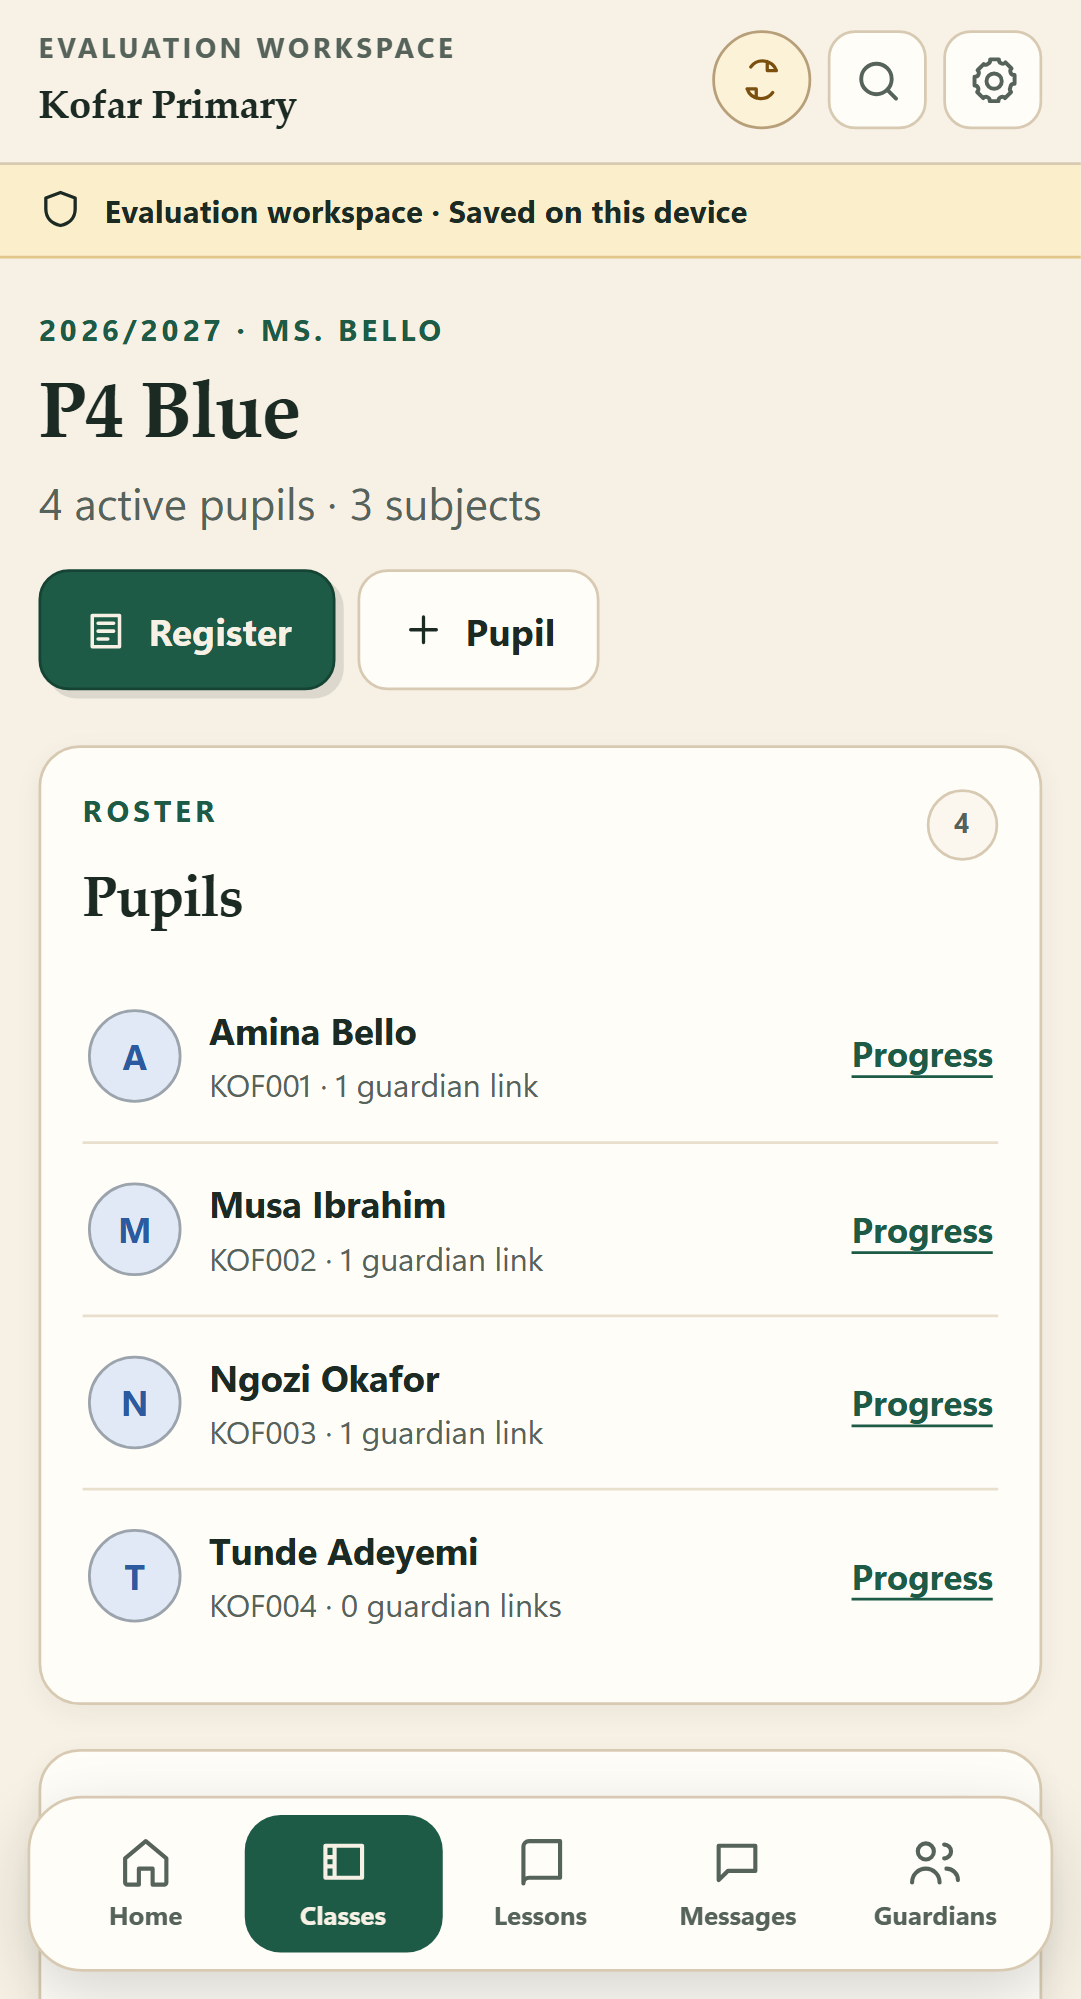 EVALUATION WORKSPACE
Kofar Primary
Evaluation workspace · Saved on this device
2026/2027 · MS. BELLO
P4 Blue
4 active pupils · 3 subjects
Register
Pupil
ROSTER
4
Pupils
A
Amina Bello
KOF001 · 1 guardian link
Progress
M
Musa Ibrahim
KOF002 · 1 guardian link
Progress
N
Ngozi Okafor
KOF003 · 1 guardian link
Progress
T
Tunde Adeyemi
KOF004 · 0 guardian links
Progress
Home
Classes
Lessons
Messages
Guardians